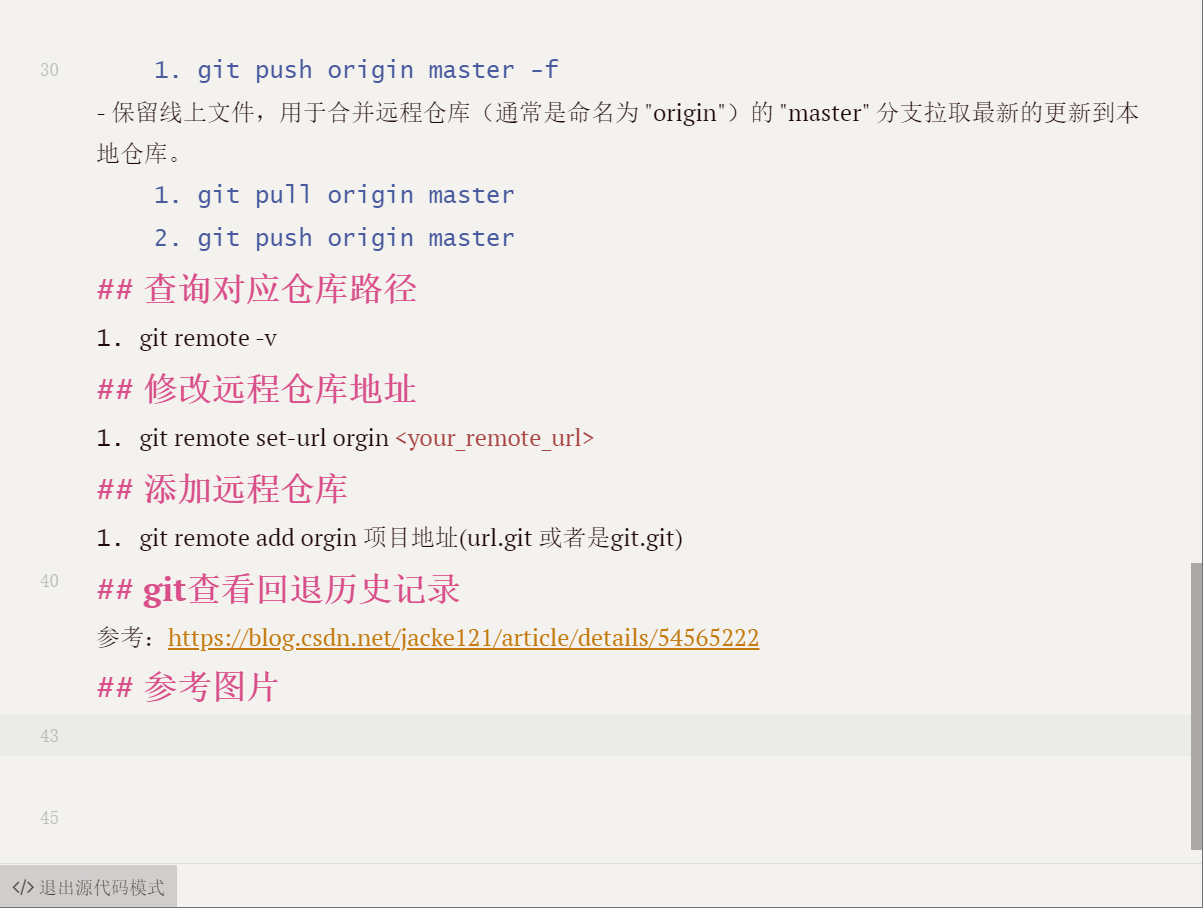 30 1. git push origin master -f
- 保留线上文件，用于合并远程仓库（通常是命名为 "origin"）的 "master" 分支拉取最新的更新到本
地仓库。
1. git pull origin master
2. git push origin master
## 查询对应仓库路径
1. git remote -v
## 修改远程仓库地址
1. git remote set-url orgin <your_remote_url>
## 添加远程仓库
1. git remote add orgin 项目地址(url.git 或者是git.git)
40 ## git查看回退历史记录
参考：https://blog.csdn.net/jacke121/article/details/54565222
## 参考图片
43
45
</> 退出源代码模式